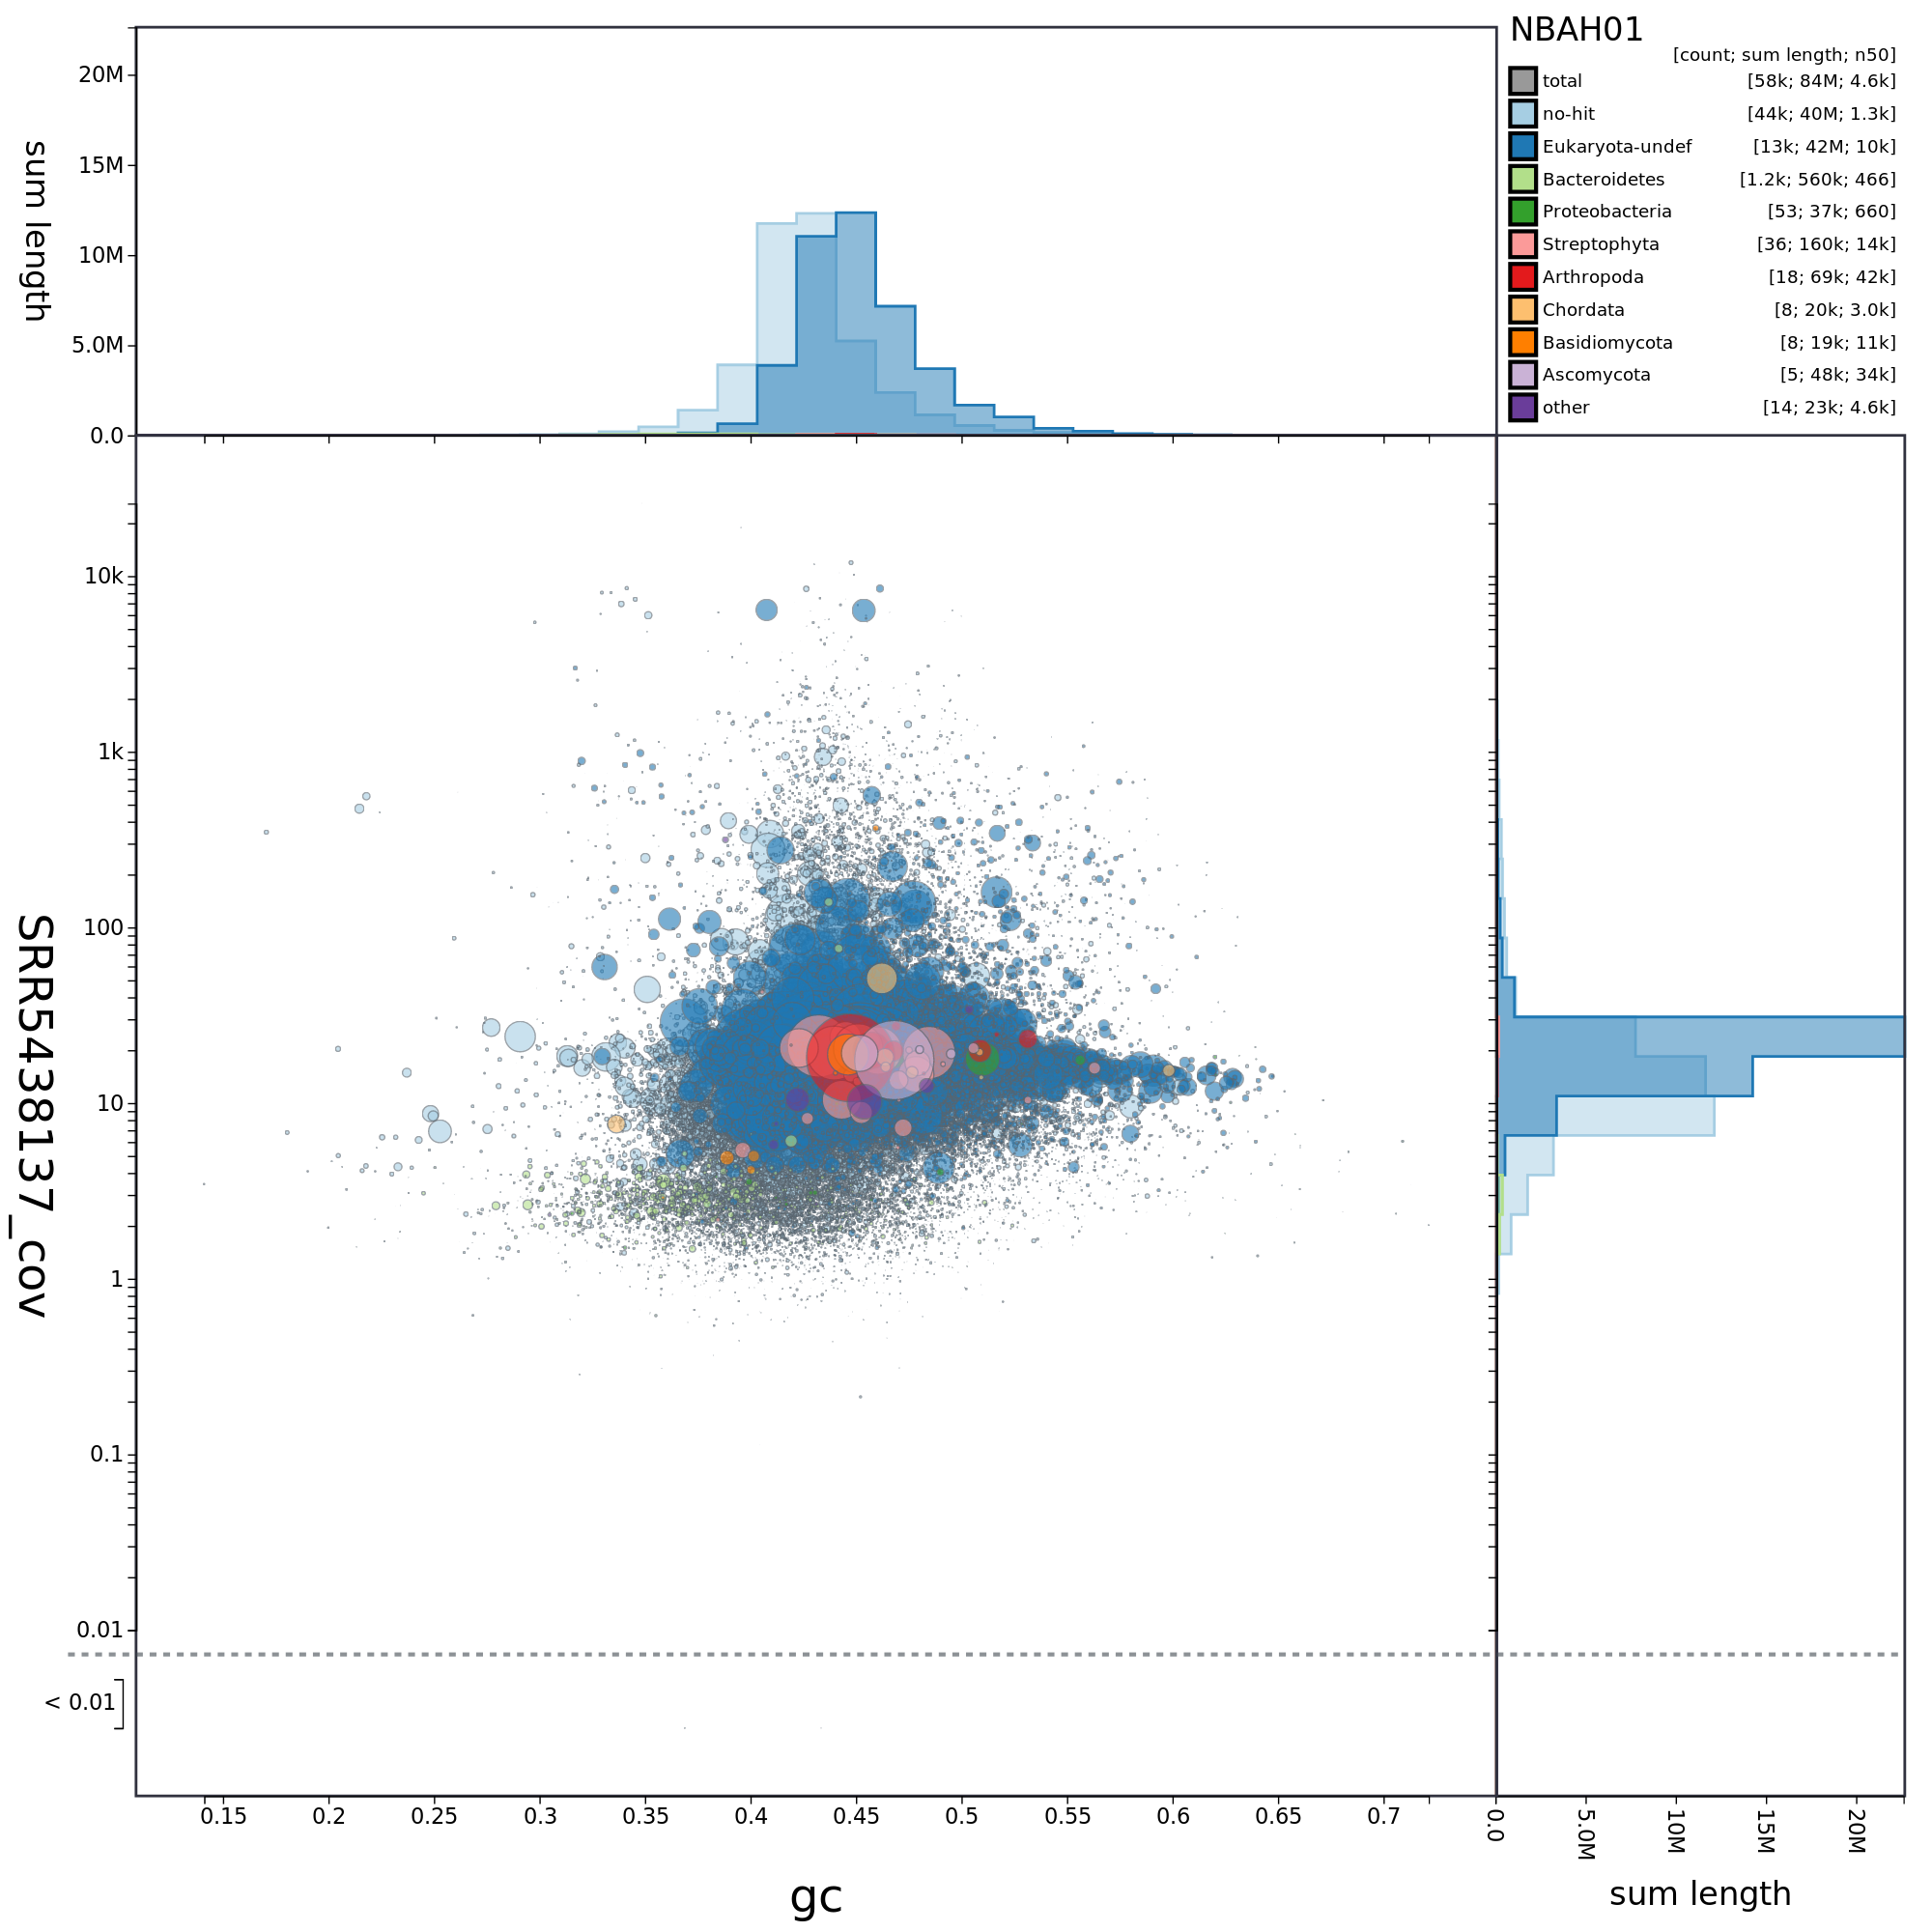 NBAH01
[count; sum length; n50]
total [58k; 84M; 4.6k]
no-hit [44k; 40M; 1.3k]
Eukaryota-undef [13k; 42M; 10k]
Bacteroidetes [1.2k; 560k; 466]
Proteobacteria [53; 37k; 660]
Streptophyta [36; 160k; 14k]
Arthropoda [18; 69k; 42k]
Chordata [8; 20k; 3.0k]
Basidiomycota [8; 19k; 11k]
Ascomycota [5; 48k; 34k]
other [14; 23k; 4.6k]
sum length
20M
15M
10M
5.0M
0.0
SRR5438137_cov
10k
1k
100
10
1
0.1
0.01
< 0.01
0.15 0.2 0.25 0.3 0.35 0.4 0.45 0.5 0.55 0.6 0.65 0.7
gc
0.0 5.0M 10M 15M 20M
sum length